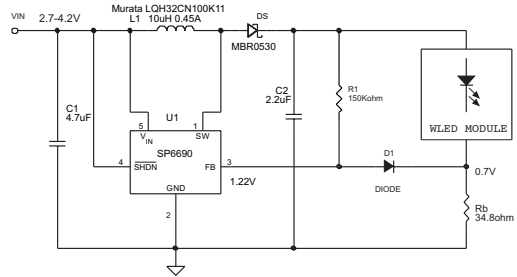 Murata LQH32CN100K11
VIN
2.7-4.2V
L1
10uH 0.45A
DS
MBR0530
C1
4.7uF
U1
C2
2.2uF
R1
150Kohm
5
1
VIN
SW
SP6690
WLED MODULE
4
SHDN
FB
3
1.22V
D1
DIODE
0.7V
GND
2
Rb
34.8ohm